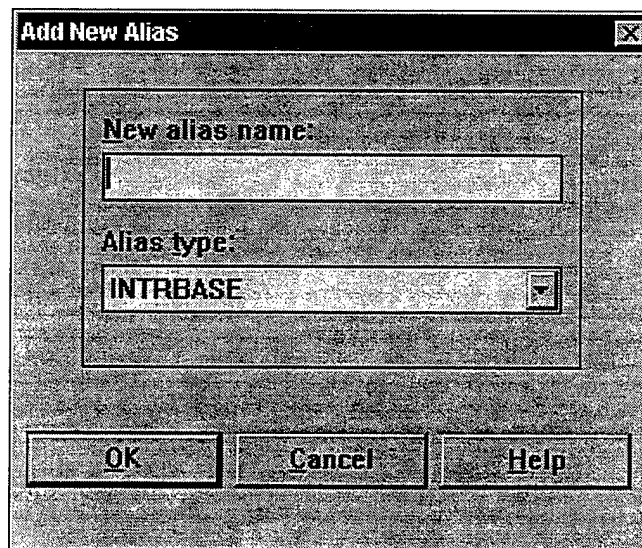 Add New Alias
New alias name:
Alias type:
INTRBASE
OK Cancel Help